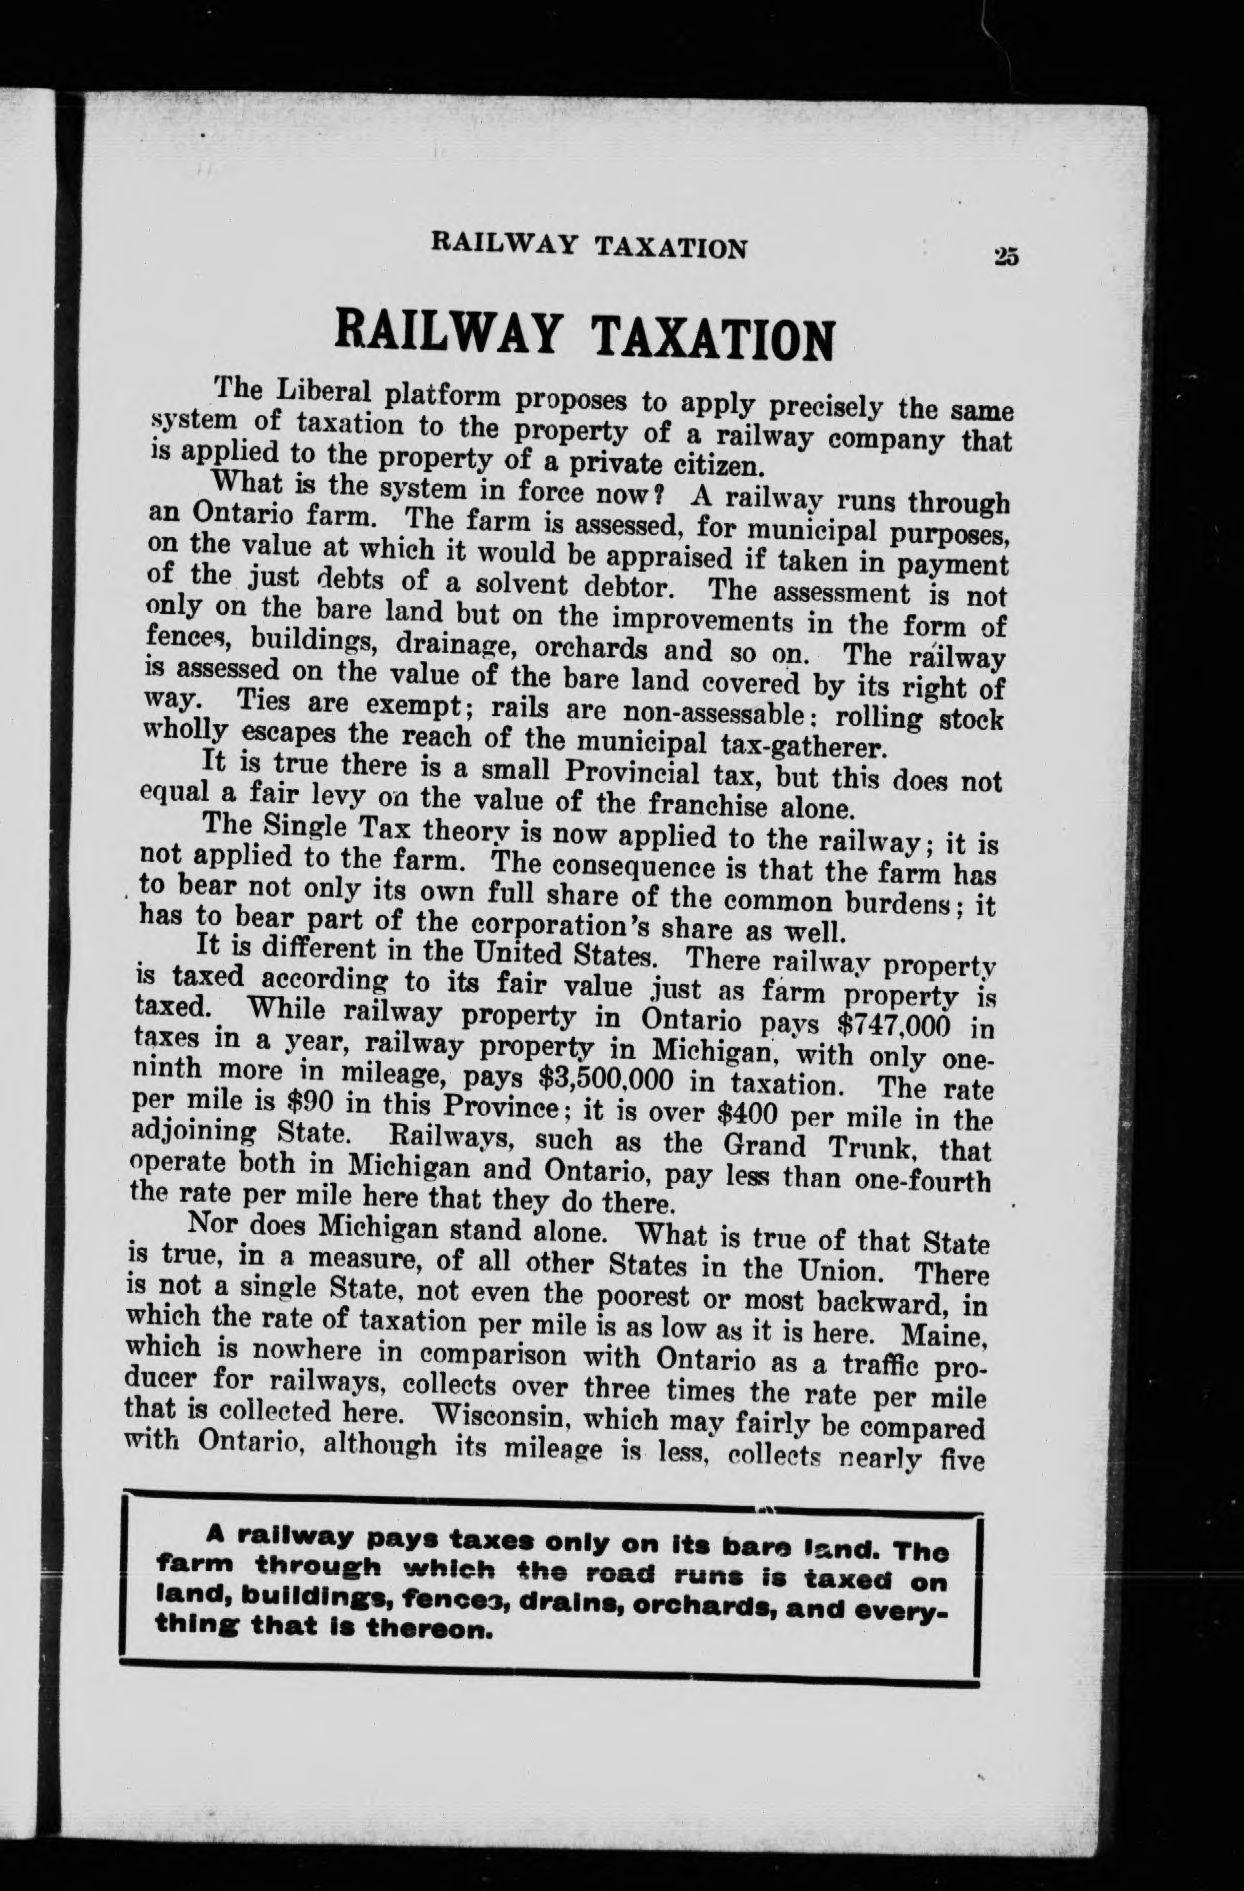 RAILWAY TAXATION 25
RAILWAY TAXATION
The Liberal platform proposes to apply precisely the same
system of taxation to the property of a railway company that
is applied to the property of a private citizen.
What is the system in force now? A railway runs through
an Ontario farm. The farm is assessed, for municipal purposes,
on the value at which it would be appraised if taken in payment
of the just debts of a solvent debtor. The assessment is not
only on the bare land but on the improvements in the form of
fences, buildings, drainage, orchards and so on. The railway
is assessed on the value of the bare land covered by its right of
way. Ties are exempt; rails are non-assessable; rolling stock
wholly escapes the reach of the municipal tax-gatherer.
It is true there is a small Provincial tax, but this does not
equal a fair levy on the value of the franchise alone.
The Single Tax theory is now applied to the railway; it is
not applied to the farm. The consequence is that the farm has
to bear not only its own full share of the common burdens; it
has to bear part of the corporation's share as well.
It is different in the United States. There railway property
is taxed according to its fair value just as farm property is
taxed. While railway property in Ontario pays $747,000 in
taxes in a year, railway property in Michigan, with only one-
ninth more in mileage, pays $3,500,000 in taxation. The rate
per mile is $90 in this Province; it is over $400 per mile in the
adjoining State. Railways, such as the Grand Trunk, that
operate both in Michigan and Ontario, pay less than one-fourth
the rate per mile here that they do there.
Nor does Michigan stand alone. What is true of that State
is true, in a measure, of all other States in the Union. There
is not a single State, not even the poorest or most backward, in
which the rate of taxation per mile is as low as it is here. Maine,
which is nowhere in comparison with Ontario as a traffic pro-
ducer for railways, collects over three times the rate per mile
that is collected here. Wisconsin, which may fairly be compared
with Ontario, although its mileage is less, collects nearly five
A railway pays taxes only on its bare land. The
farm through which the road runs is taxed on
land, buildings, fences, drains, orchards, and every-
thing that is thereon.